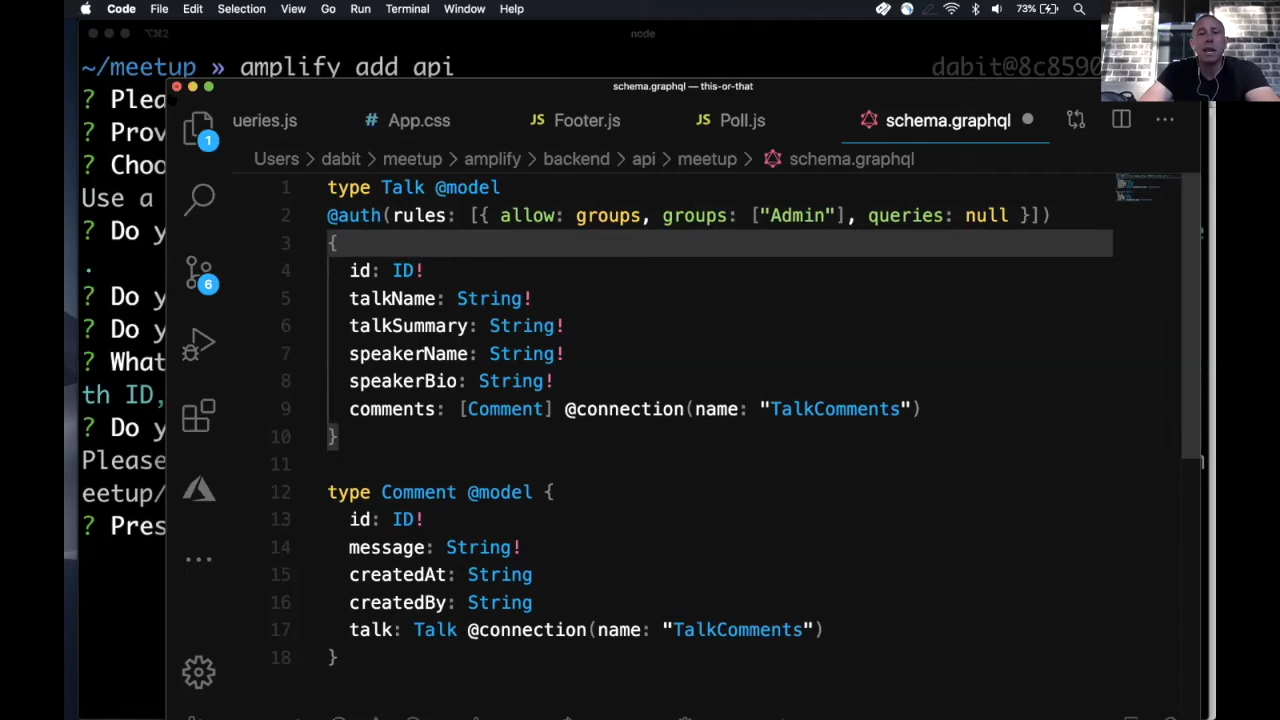 Code File Edit Selection View Go Run Terminal Window Help 73%
⌥⌘2 node
~/meetup » amplify add api dabit@8c8590
schema.graphql — this-or-that
? Plea
ueries.js # App.css JS Footer.js JS Poll.js schema.graphql
? Prov
Users > dabit > meetup > amplify > backend > api > meetup > schema.graphql
? Choo
Use a
? Do y
.
? Do y
? Do y
? What
th ID,
? Do y
Please
eetup/
? Pres
1
6
1 type Talk @model
2 @auth(rules: [{ allow: groups, groups: ["Admin"], queries: null }])
3 {
4 id: ID!
5 talkName: String!
6 talkSummary: String!
7 speakerName: String!
8 speakerBio: String!
9 comments: [Comment] @connection(name: "TalkComments")
10 }
11
12 type Comment @model {
13 id: ID!
14 message: String!
15 createdAt: String
16 createdBy: String
17 talk: Talk @connection(name: "TalkComments")
18 }